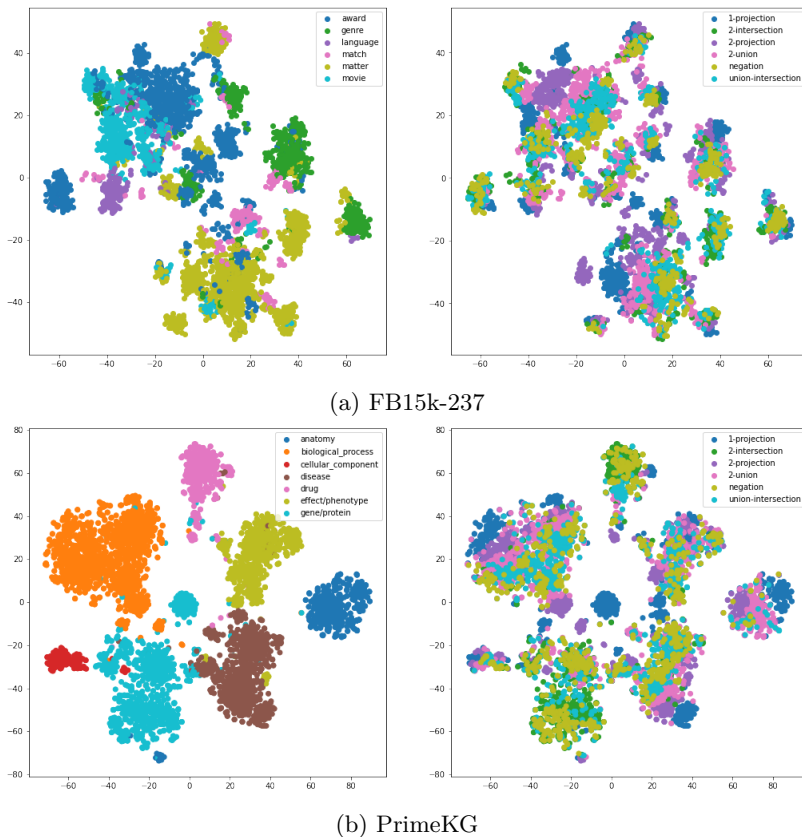 award
genre
language
match
matter
movie
40
20
0
−20
−40
−60 −40 −20 0 20 40 60
1-projection
2-intersection
2-projection
2-union
negation
union-intersection
40
20
0
−20
−40
−60 −40 −20 0 20 40 60
(a) FB15k-237
anatomy
biological_process
cellular_component
disease
drug
effect/phenotype
gene/protein
80
60
40
20
0
−20
−40
−60
−80
−60 −40 −20 0 20 40 60 80
1-projection
2-intersection
2-projection
2-union
negation
union-intersection
80
60
40
20
0
−20
−40
−60
−80
−60 −40 −20 0 20 40 60 80
(b) PrimeKG